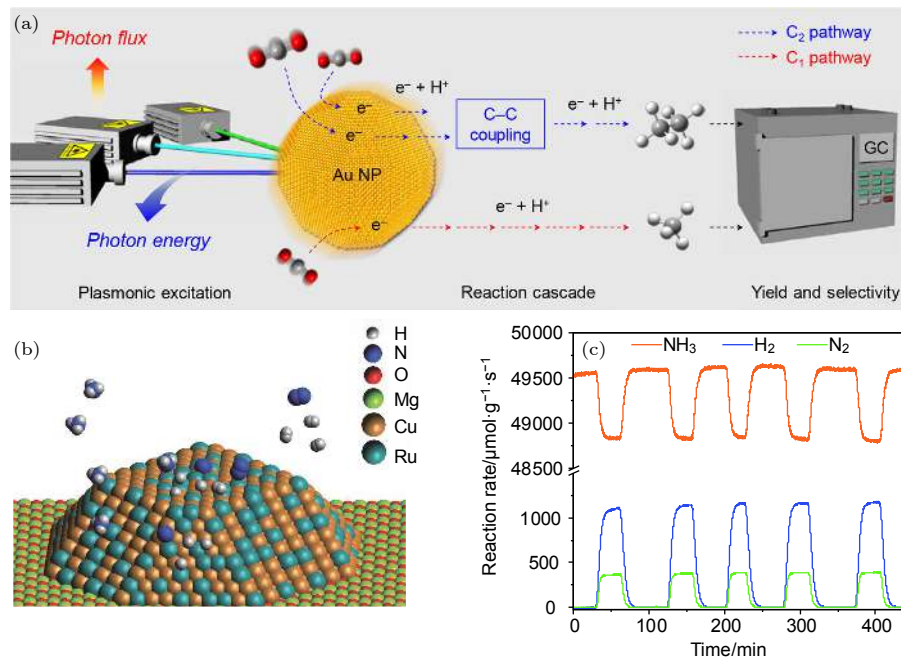 (a)
Photon flux
C₂ pathway
C₁ pathway
e⁻ + H⁺
e⁻
e⁻
C–C
coupling
e⁻ + H⁺
Au NP
GC
e⁻
e⁻ + H⁺
Photon energy
Plasmonic excitation
Reaction cascade
Yield and selectivity
(b)
H
N
O
Mg
Cu
Ru
(c)
NH₃
H₂
N₂
Reaction rate/μmol·g⁻¹·s⁻¹
50000
49500
49000
48500
1000
500
0
0
100
200
300
400
Time/min